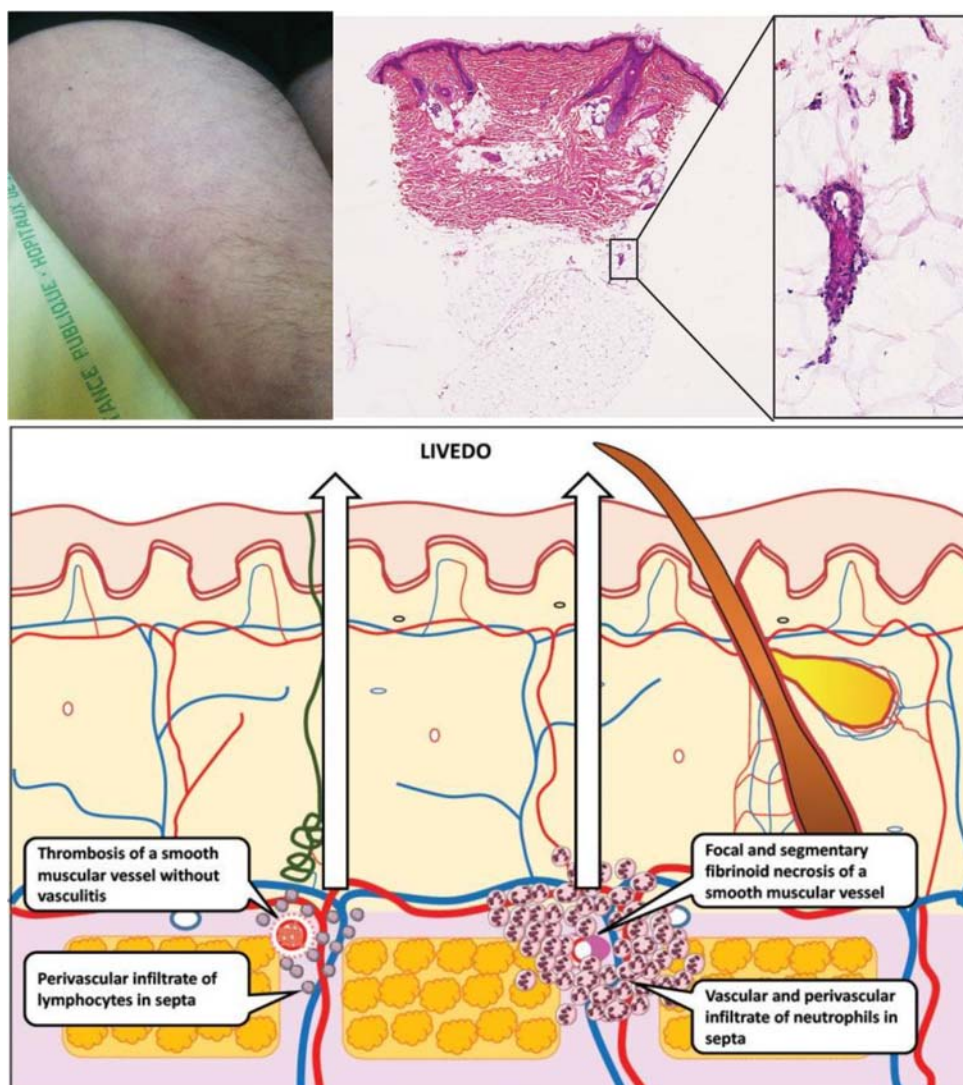 ANCE PUBLIQUE • HOPITAUX DE
LIVEDO
Thrombosis of a smooth
muscular vessel without
vasculitis
Focal and segmentary
fibrinoid necrosis of a
smooth muscular vessel
Perivascular infiltrate of
lymphocytes in septa
Vascular and perivascular
infiltrate of neutrophils in
septa